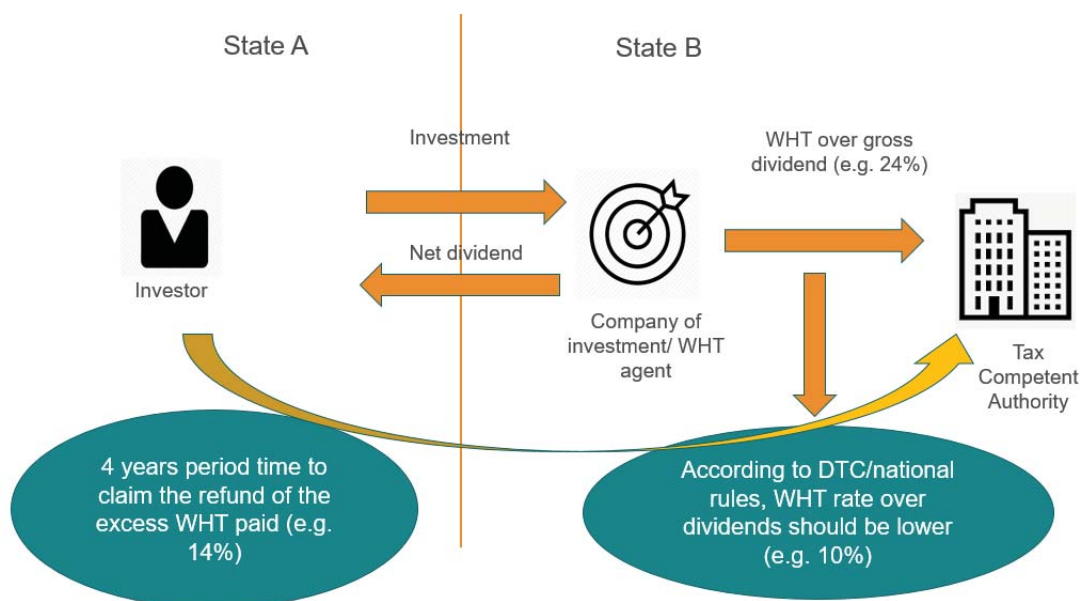 State A
State B
Investment
WHT over gross
dividend (e.g. 24%)
Net dividend
Investor
Company of
investment/ WHT
agent
Tax
Competent
Authority
4 years period time to
claim the refund of the
excess WHT paid (e.g.
14%)
According to DTC/national
rules, WHT rate over
dividends should be lower
(e.g. 10%)